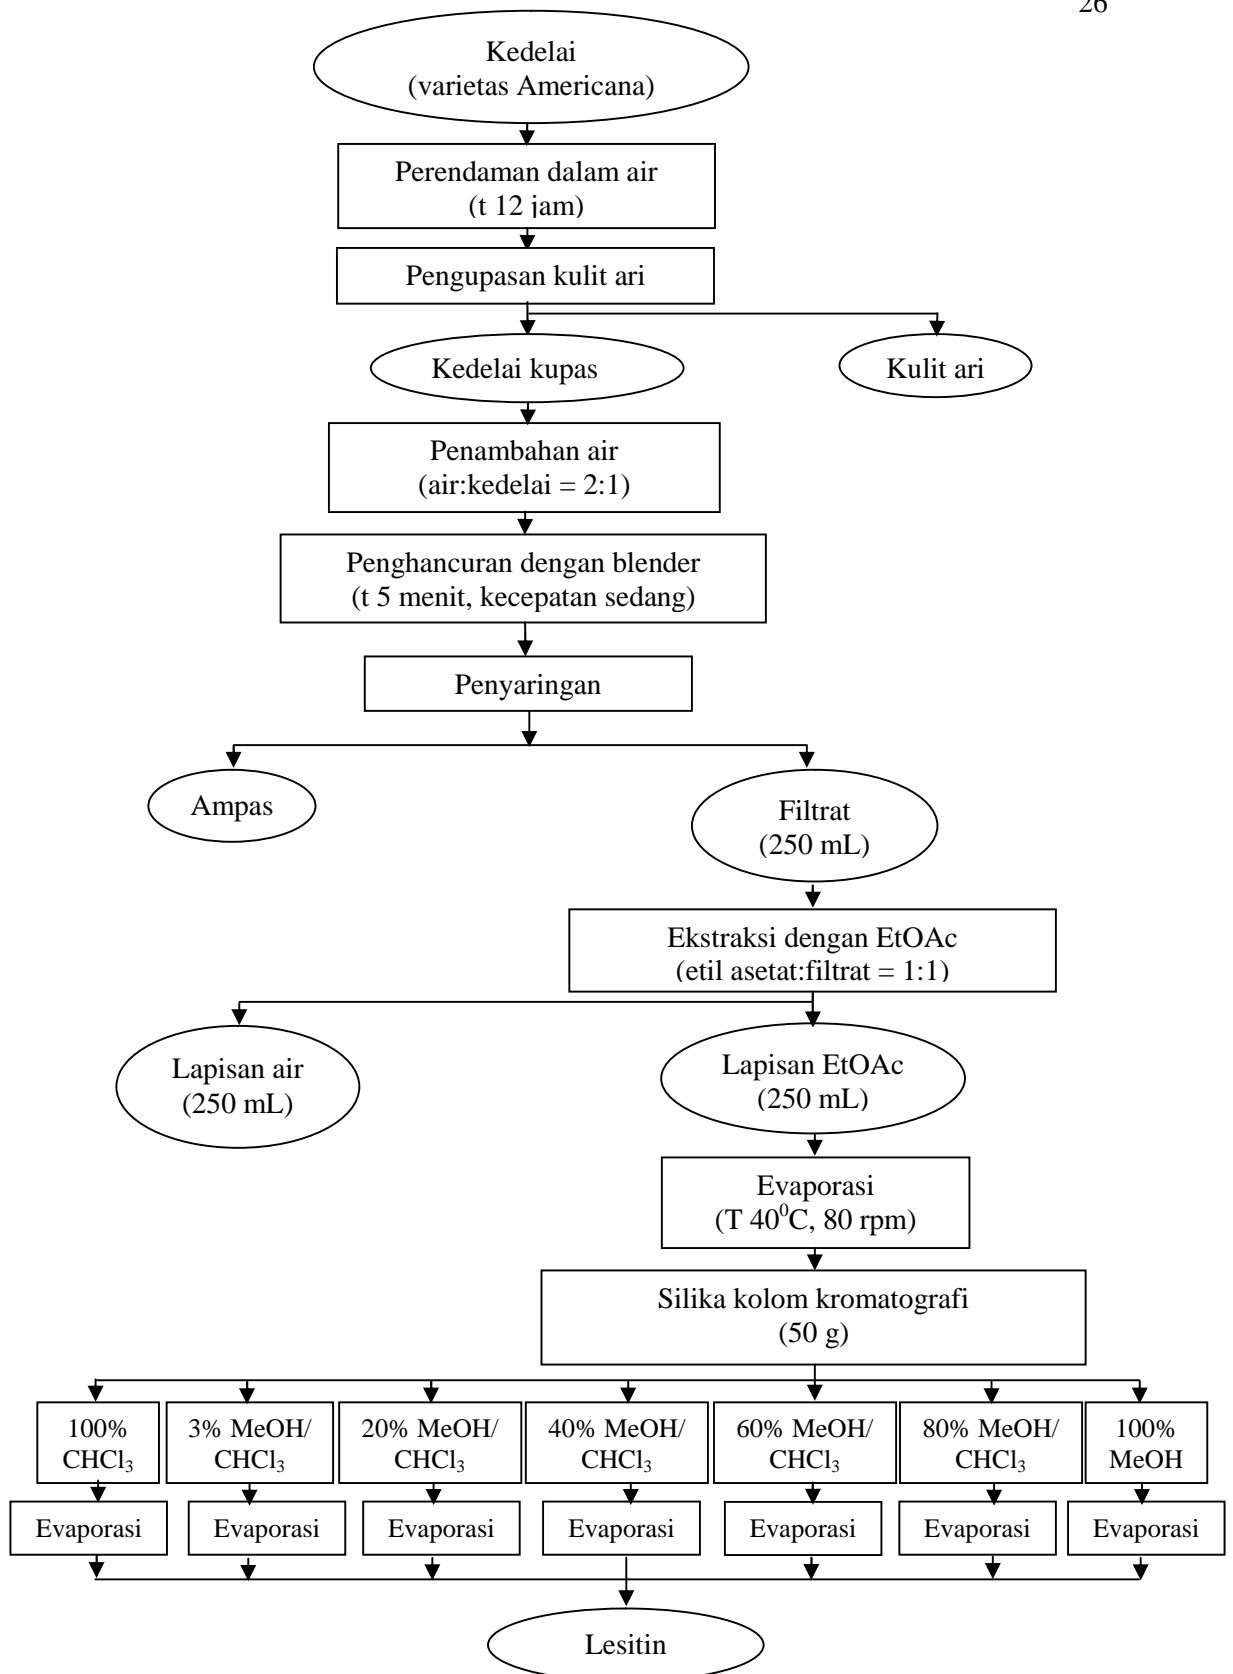 26
Kedelai
(varietas Americana)
Perendaman dalam air
(t 12 jam)
Pengupasan kulit ari
Kedelai kupas
Kulit ari
Penambahan air
(air:kedelai = 2:1)
Penghancuran dengan blender
(t 5 menit, kecepatan sedang)
Penyaringan
Ampas
Filtrat
(250 mL)
Ekstraksi dengan EtOAc
(etil asetat:filtrat = 1:1)
Lapisan air
(250 mL)
Lapisan EtOAc
(250 mL)
Evaporasi
(T 40⁰C, 80 rpm)
Silika kolom kromatografi
(50 g)
100%
CHCl₃
3% MeOH/
CHCl₃
20% MeOH/
CHCl₃
40% MeOH/
CHCl₃
60% MeOH/
CHCl₃
80% MeOH/
CHCl₃
100%
MeOH
Evaporasi
Evaporasi
Evaporasi
Evaporasi
Evaporasi
Evaporasi
Evaporasi
Lesitin